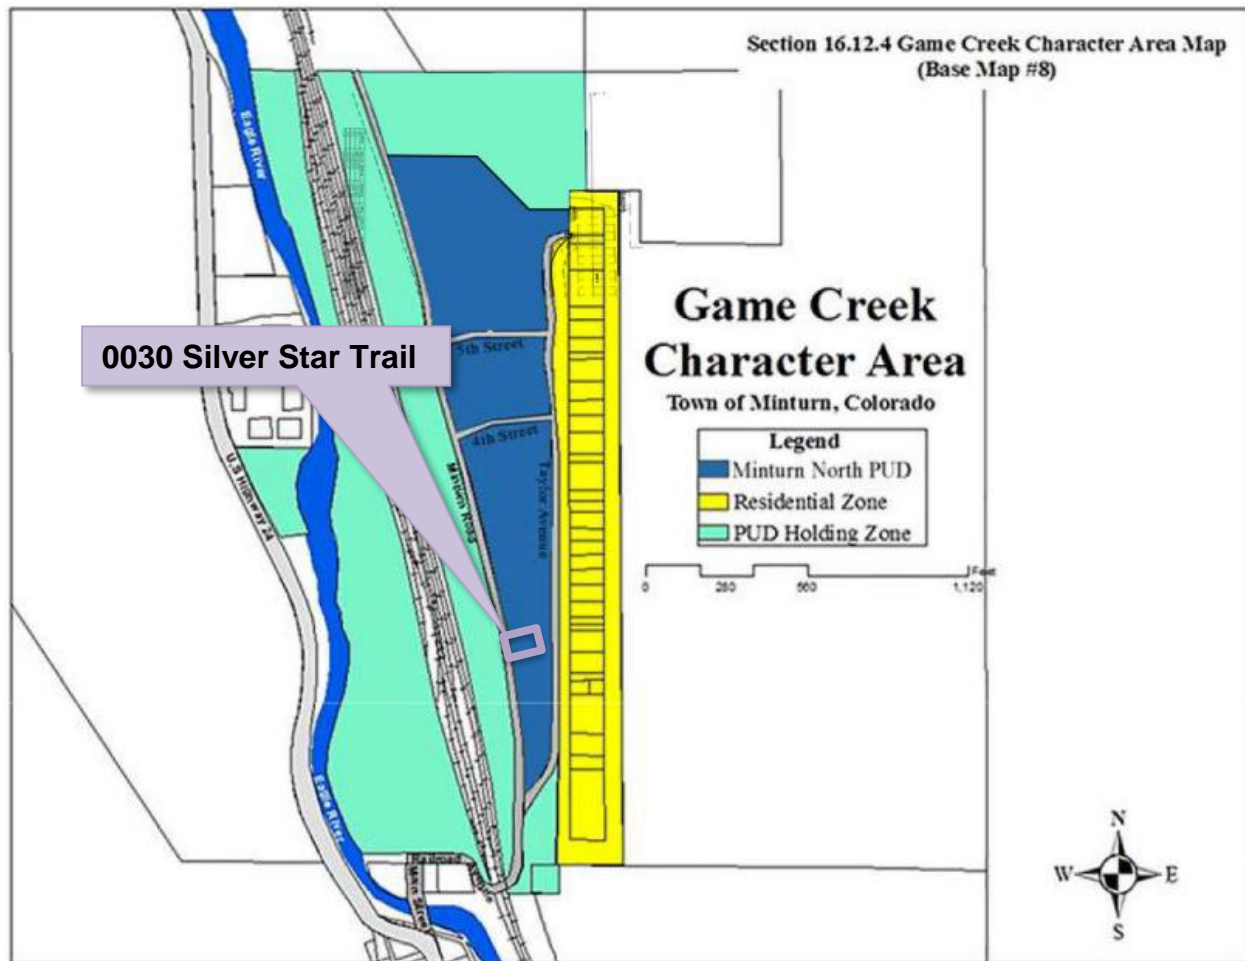 Section 16.12.4 Game Creek Character Area Map
(Base Map #8)
Eagle River
Game Creek
Character Area
Town of Minturn, Colorado
0030 Silver Star Trail
5th Street
4th Street
Legend
Minturn North PUD
Residential Zone
PUD Holding Zone
U.S Highway 24
Minturn Road
Taylor Avenue
Feet
0
280
560
1,120
Eagle River
Railroad
Avenue
Main Street
N
W
E
S